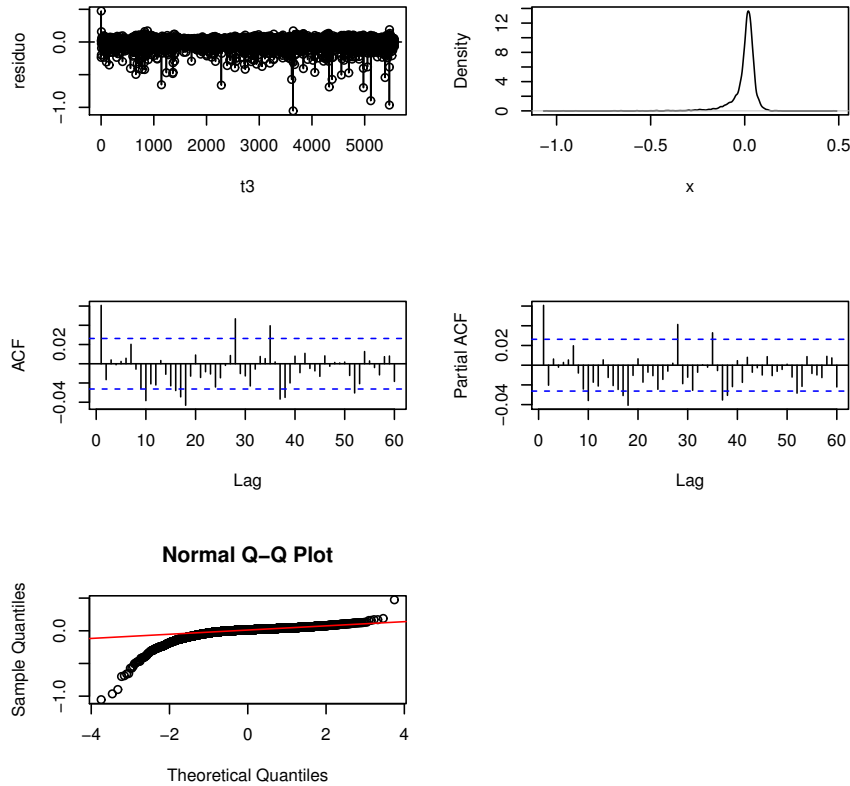 residuo
0.0
−1.0
0 1000 2000 3000 4000 5000
t3
Density
12
8
4
0
−1.0 −0.5 0.0 0.5
x
ACF
0.02
−0.04
0 10 20 30 40 50 60
Lag
Partial ACF
0.02
−0.04
0 10 20 30 40 50 60
Lag
Normal Q−Q Plot
Sample Quantiles
0.0
−1.0
−4 −2 0 2 4
Theoretical Quantiles